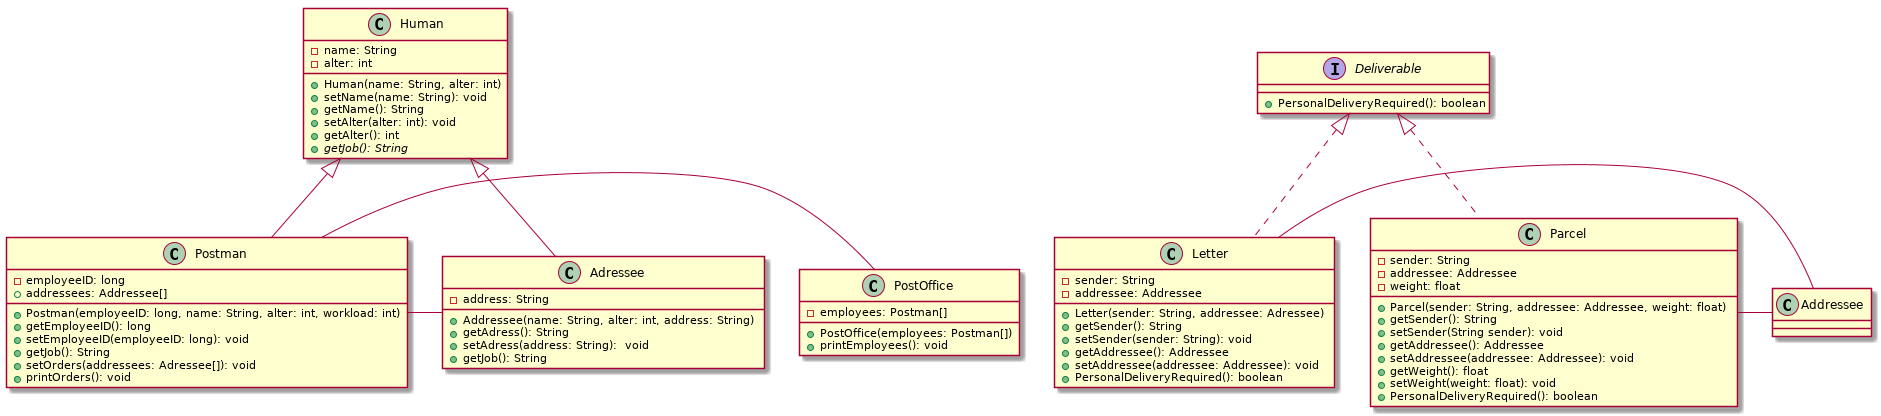 C Human
name: String
alter: int
Human(name: String, alter: int)
setName(name: String): void
getName(): String
setAlter(alter: int): void
getAlter(): int
getJob(): String
I Deliverable
PersonalDeliveryRequired(): boolean
C Postman
employeeID: long
addressees: Addressee[]
Postman(employeeID: long, name: String, alter: int, workload: int)
getEmployeeID(): long
setEmployeeID(employeeID: long): void
getJob(): String
setOrders(addressees: Adressee[]): void
printOrders(): void
C Adressee
address: String
Addressee(name: String, alter: int, address: String)
getAdress(): String
setAdress(address: String): void
getJob(): String
C PostOffice
employees: Postman[]
PostOffice(employees: Postman[])
printEmployees(): void
C Letter
sender: String
addressee: Addressee
Letter(sender: String, addressee: Adressee)
getSender(): String
setSender(sender: String): void
getAddressee(): Addressee
setAddressee(addressee: Addressee): void
PersonalDeliveryRequired(): boolean
C Parcel
sender: String
addressee: Addressee
weight: float
Parcel(sender: String, addressee: Addressee, weight: float)
getSender(): String
setSender(String sender): void
getAddressee(): Addressee
setAddressee(addressee: Addressee): void
getWeight(): float
setWeight(weight: float): void
PersonalDeliveryRequired(): boolean
C Addressee